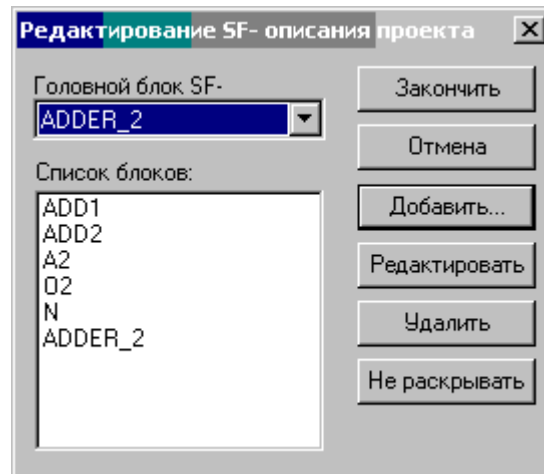 Редактирование SF- описания проекта
Головной блок SF-
ADDER_2
Список блоков:
ADD1
ADD2
A2
O2
N
ADDER_2
Закончить
Отмена
Добавить...
Редактировать
Удалить
Не раскрывать